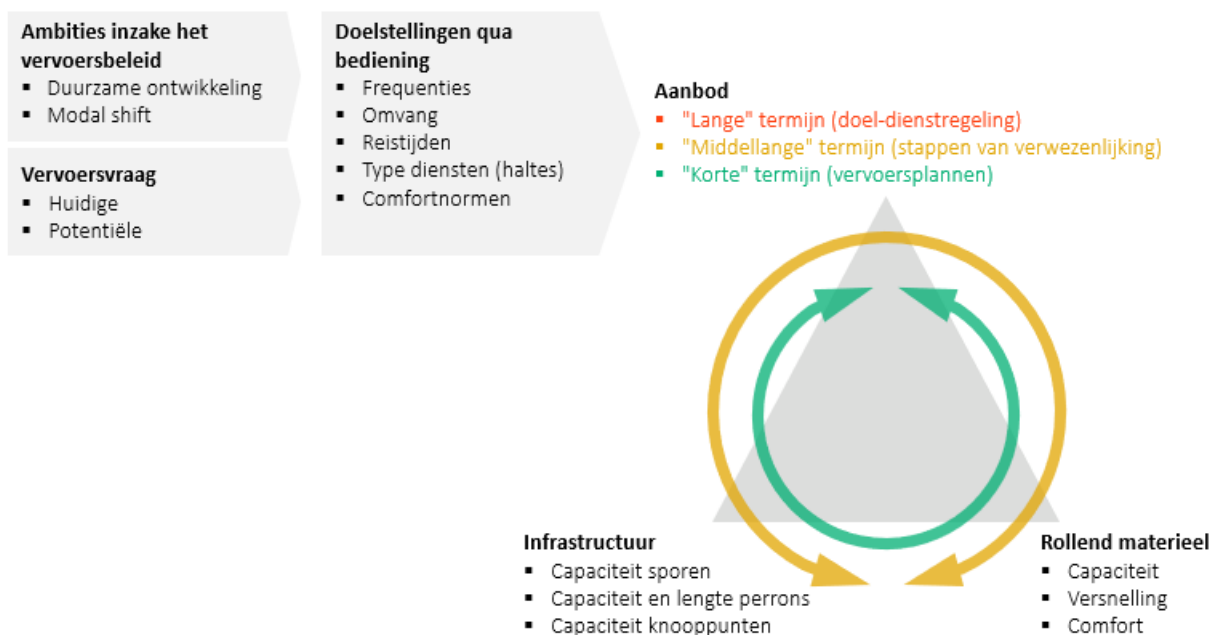 Ambities inzake het
vervoersbeleid
▪ Duurzame ontwikkeling
▪ Modal shift
Vervoersvraag
▪ Huidige
▪ Potentiële
Doelstellingen qua
bediening
▪ Frequenties
▪ Omvang
▪ Reistijden
▪ Type diensten (haltes)
▪ Comfortnormen
Aanbod
▪ "Lange" termijn (doel-dienstregeling)
▪ "Middellange" termijn (stappen van verwezenlijking)
▪ "Korte" termijn (vervoersplannen)
Infrastructuur
▪ Capaciteit sporen
▪ Capaciteit en lengte perrons
▪ Capaciteit knooppunten
Rollend materieel
▪ Capaciteit
▪ Versnelling
▪ Comfort